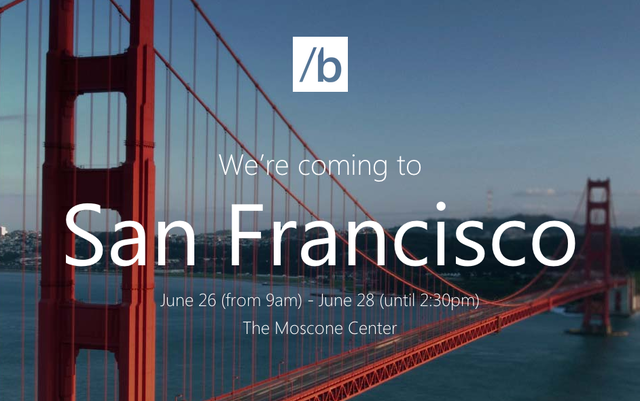 /b
We're coming to
San Francisco
June 26 (from 9am) - June 28 (until 2:30pm)
The Moscone Center